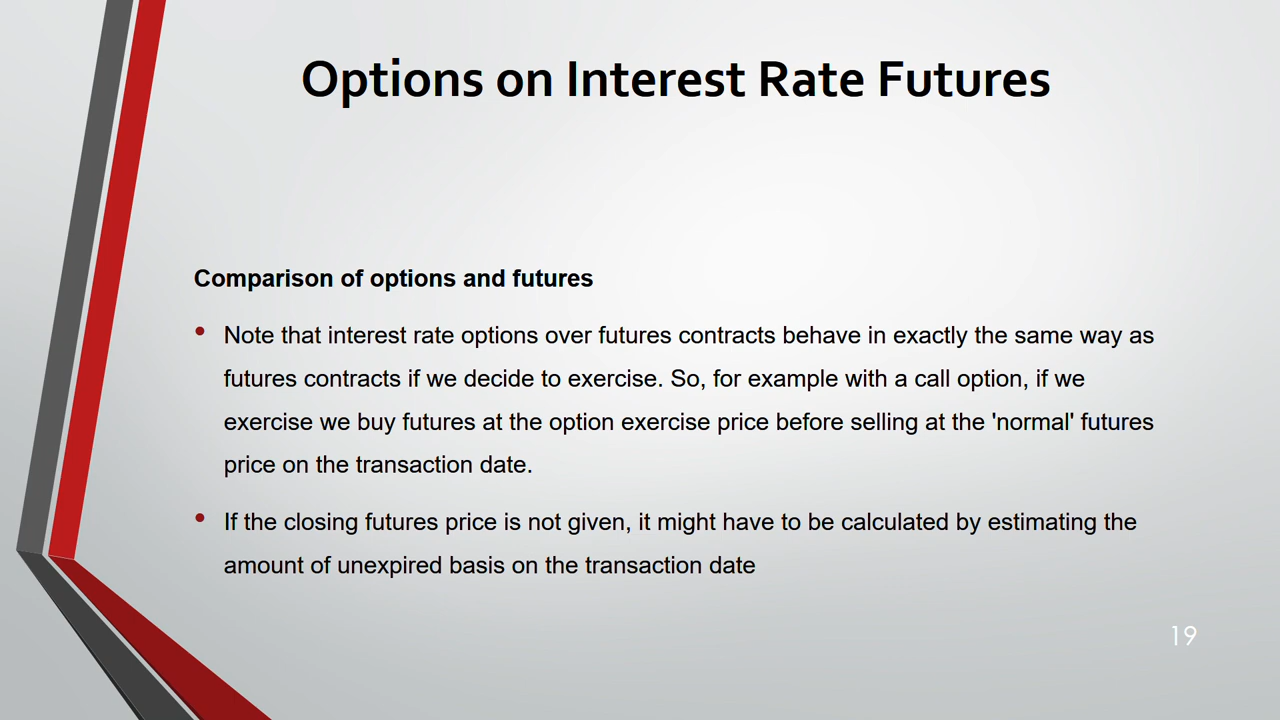 Options on Interest Rate Futures
Comparison of options and futures
• Note that interest rate options over futures contracts behave in exactly the same way as
futures contracts if we decide to exercise. So, for example with a call option, if we
exercise we buy futures at the option exercise price before selling at the 'normal' futures
price on the transaction date.
• If the closing futures price is not given, it might have to be calculated by estimating the
amount of unexpired basis on the transaction date
19